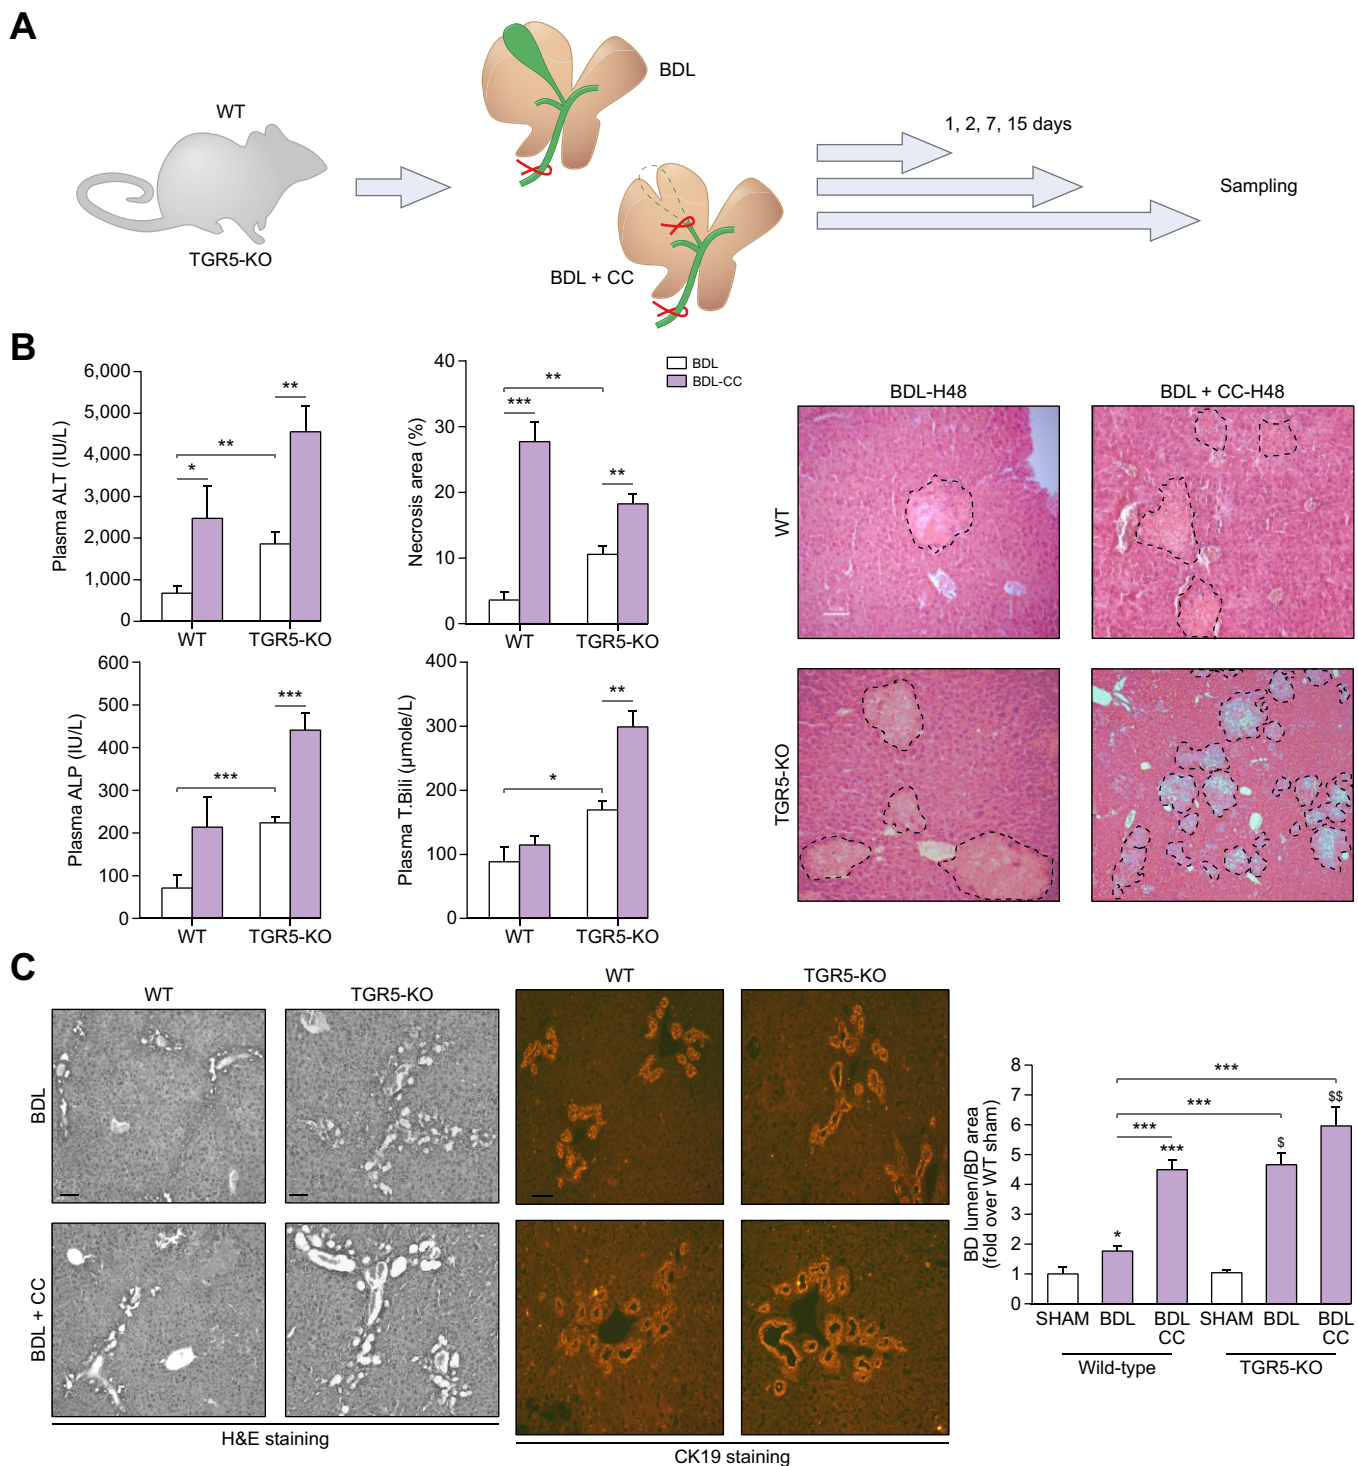 A
WT
TGR5-KO
BDL
BDL + CC
1, 2, 7, 15 days
Sampling
B
Plasma ALT (IU/L)
6,000
5,000
4,000
3,000
2,000
1,000
0
*
**
**
WT
TGR5-KO
Necrosis area (%)
40
30
20
10
0
***
**
**
WT
TGR5-KO
BDL
BDL-CC
Plasma ALP (IU/L)
600
500
400
300
200
100
0
***
***
WT
TGR5-KO
Plasma T.Bili (µmole/L)
400
300
200
100
0
*
**
WT
TGR5-KO
BDL-H48
BDL + CC-H48
WT
TGR5-KO
C
WT
TGR5-KO
WT
TGR5-KO
BDL
BDL + CC
H&E staining
CK19 staining
BD lumen/BD area
(fold over WT sham)
8
7
6
5
4
3
2
1
0
*
***
***
***
***
$
$$
SHAM
BDL
BDL
CC
SHAM
BDL
BDL
CC
Wild-type
TGR5-KO